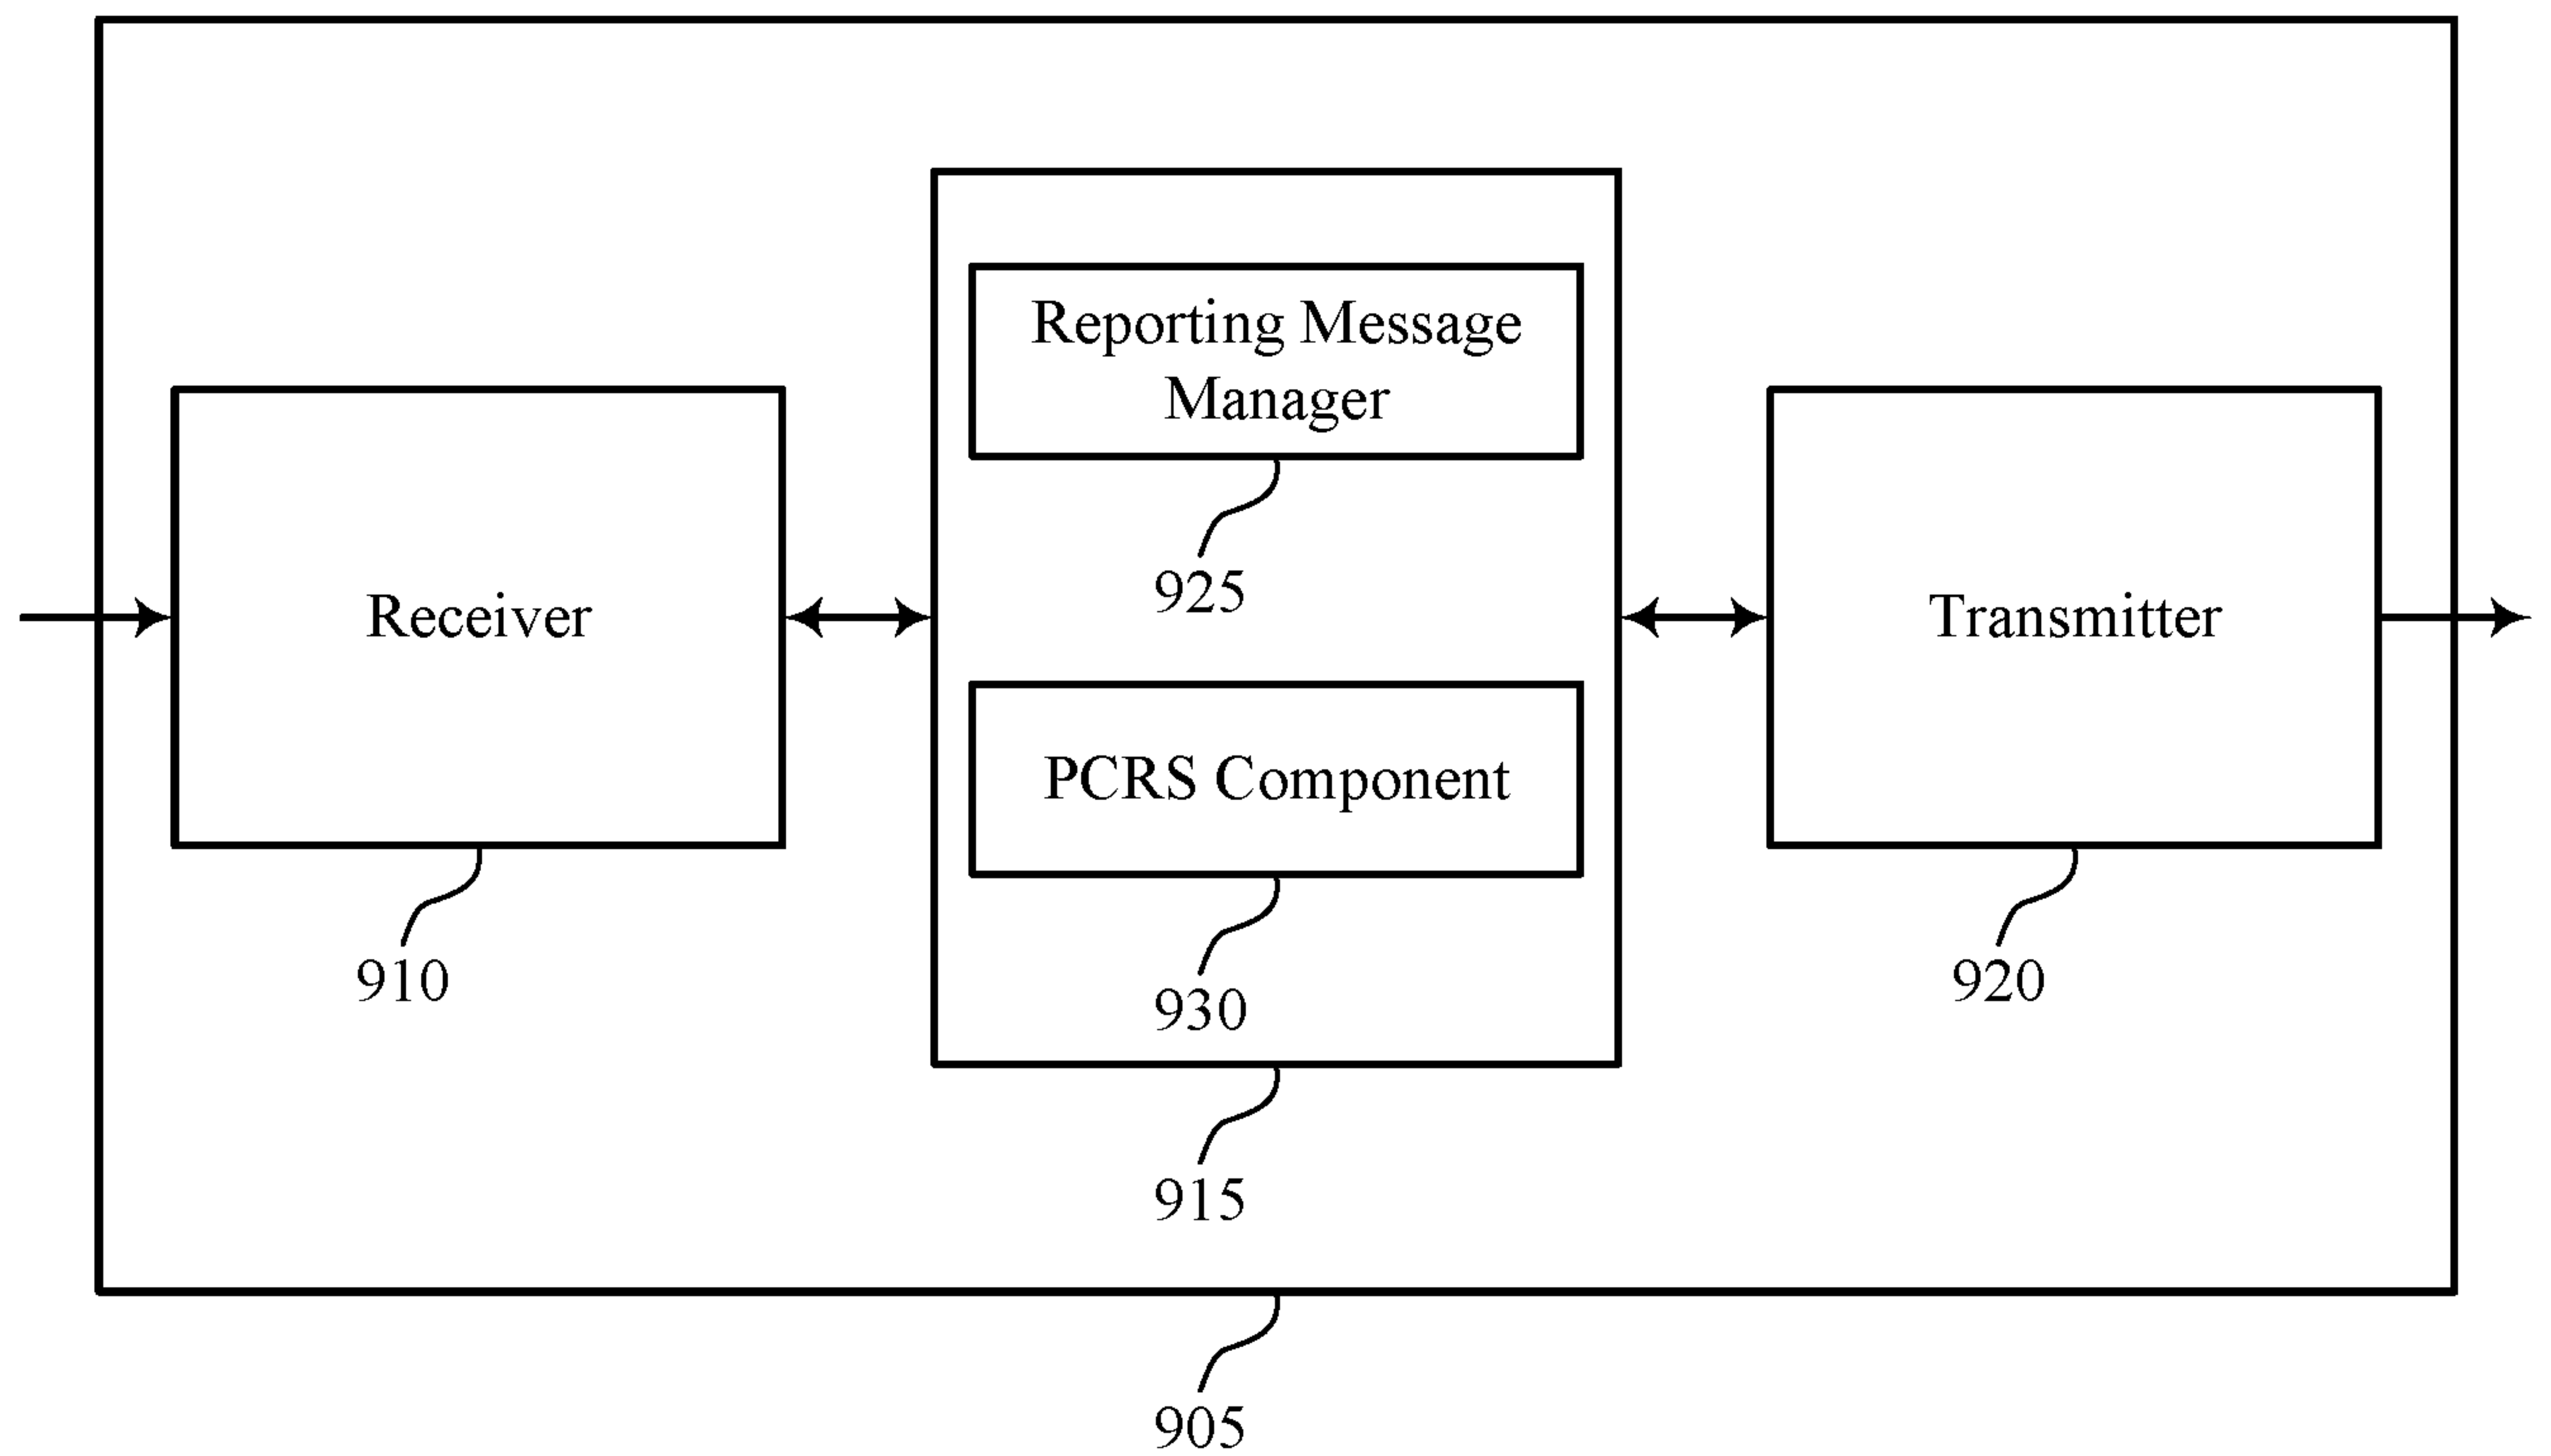 Reporting Message
Manager
925
Receiver
Transmitter
PCRS Component
910
930
920
915
905